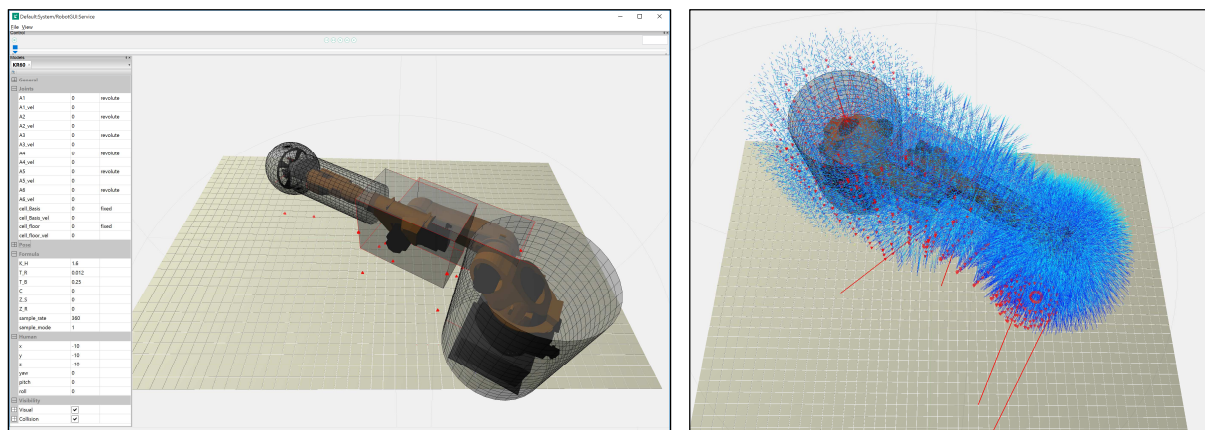 Default:System/RobotGUI:Service
File View
Control
Models
KR60
General
Joints
A1 0 revolute
A1_vel 0
A2 0 revolute
A2_vel 0
A3 0 revolute
A3_vel 0
A4 0 revolute
A4_vel 0
A5 0 revolute
A5_vel 0
A6 0 revolute
A6_vel 0
cell_Basis 0 fixed
cell_Basis_vel 0
cell_floor 0 fixed
cell_floor_vel 0
Pose
Formula
K_H 1.6
T_R 0.012
T_B 0.25
C 0
Z_S 0
Z_R 0
sample_rate 360
sample_mode 1
Human
x -10
y -10
-10
yaw 0
pitch 0
roll 0
Visibility
Visual
Collision